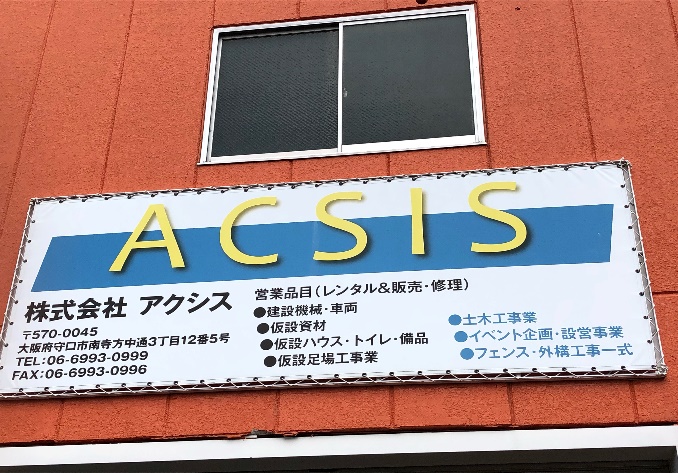 ACSIS
株式会社 アクシス
〒570-0045
大阪府守口市南寺方中通3丁目12番5号
TEL:06-6993-0999
FAX:06-6993-0996
営業品目(レンタル&販売・修理)
●建設機械・車両
●仮設資材
●仮設ハウス・トイレ・備品
●仮設足場工事業
●土木工事業
●イベント企画・設営事業
●フェンス・外構工事一式